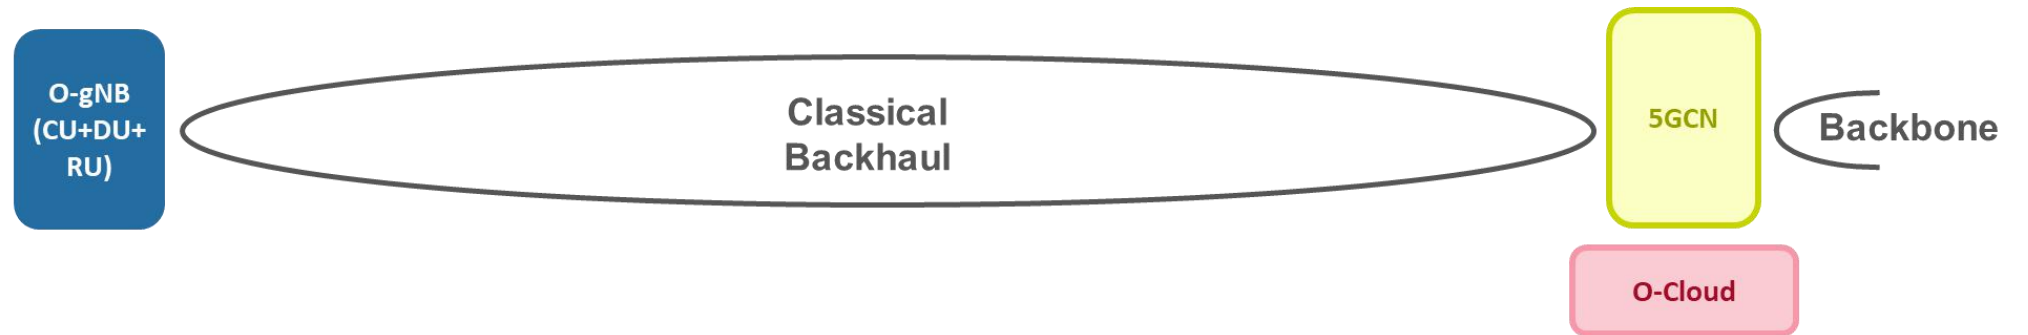 O-gNB
(CU+DU+
RU)
Classical
Backhaul
5GCN
Backbone
O-Cloud